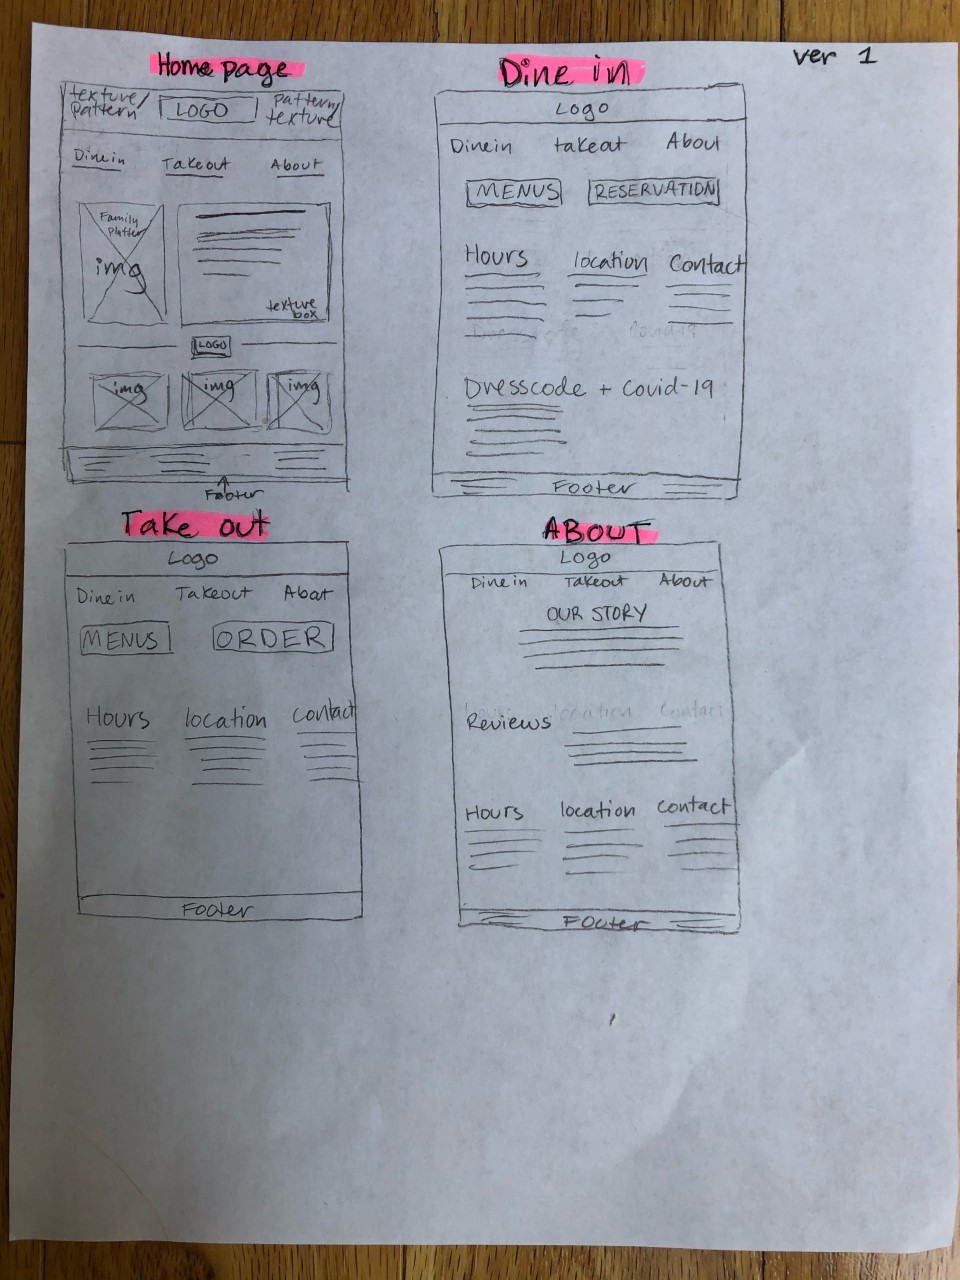 ver 1
Home page
texture/
pattern
LOGO
pattern/
texture
Dine in Takeout About
Family
Platter
img
texture
box
LOGO
img img img
Footer
Dine in
Logo
Dine in takeout About
MENUS RESERVATION
Hours location Contact
Dresscode + Covid-19
Footer
Take out
Logo
Dine in Takeout About
MENUS ORDER
Hours location contact
Footer
ABOUT
Logo
Dine in Takeout About
OUR STORY
Reviews
Hours location contact
Footer